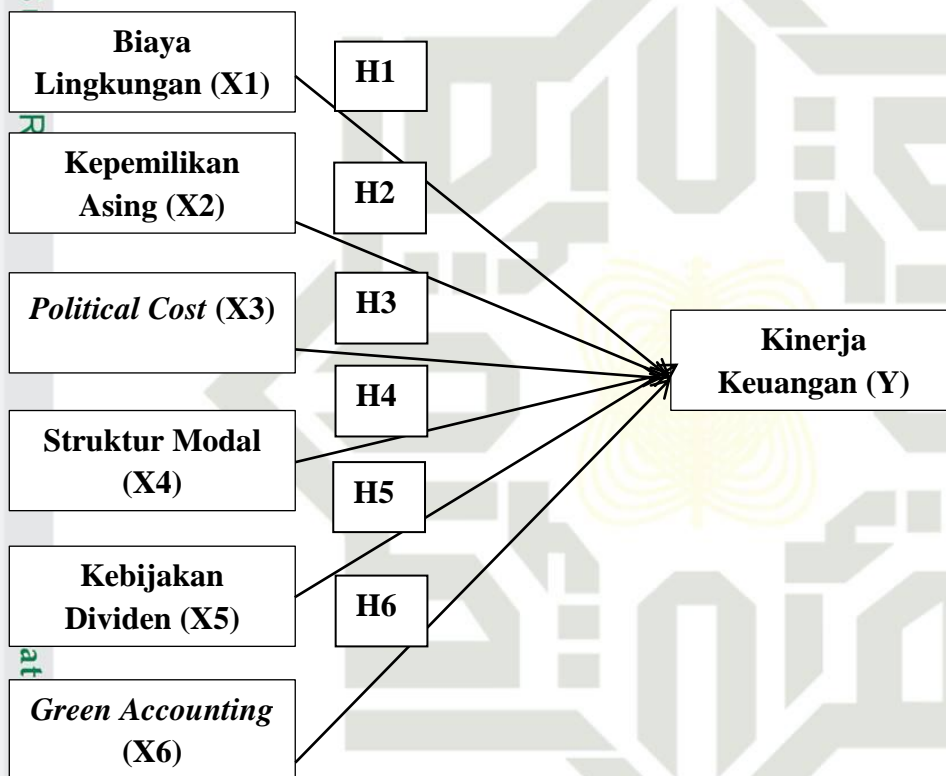 Biaya
Lingkungan (X1)
H1
Kepemilikan
Asing (X2)
H2
Political Cost (X3)
H3
Kinerja
Keuangan (Y)
H4
Struktur Modal
(X4)
H5
Kebijakan
Dividen (X5)
H6
Green Accounting
(X6)